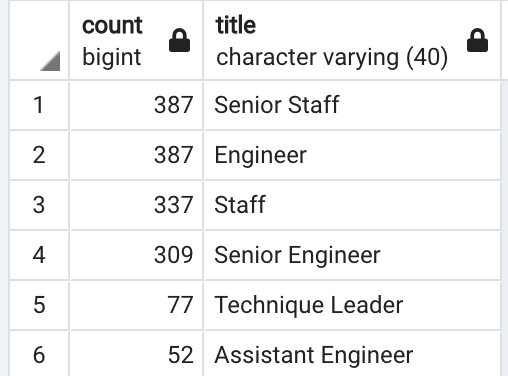 count title
bigint character varying (40)
1 387 Senior Staff
2 387 Engineer
3 337 Staff
4 309 Senior Engineer
5 77 Technique Leader
6 52 Assistant Engineer